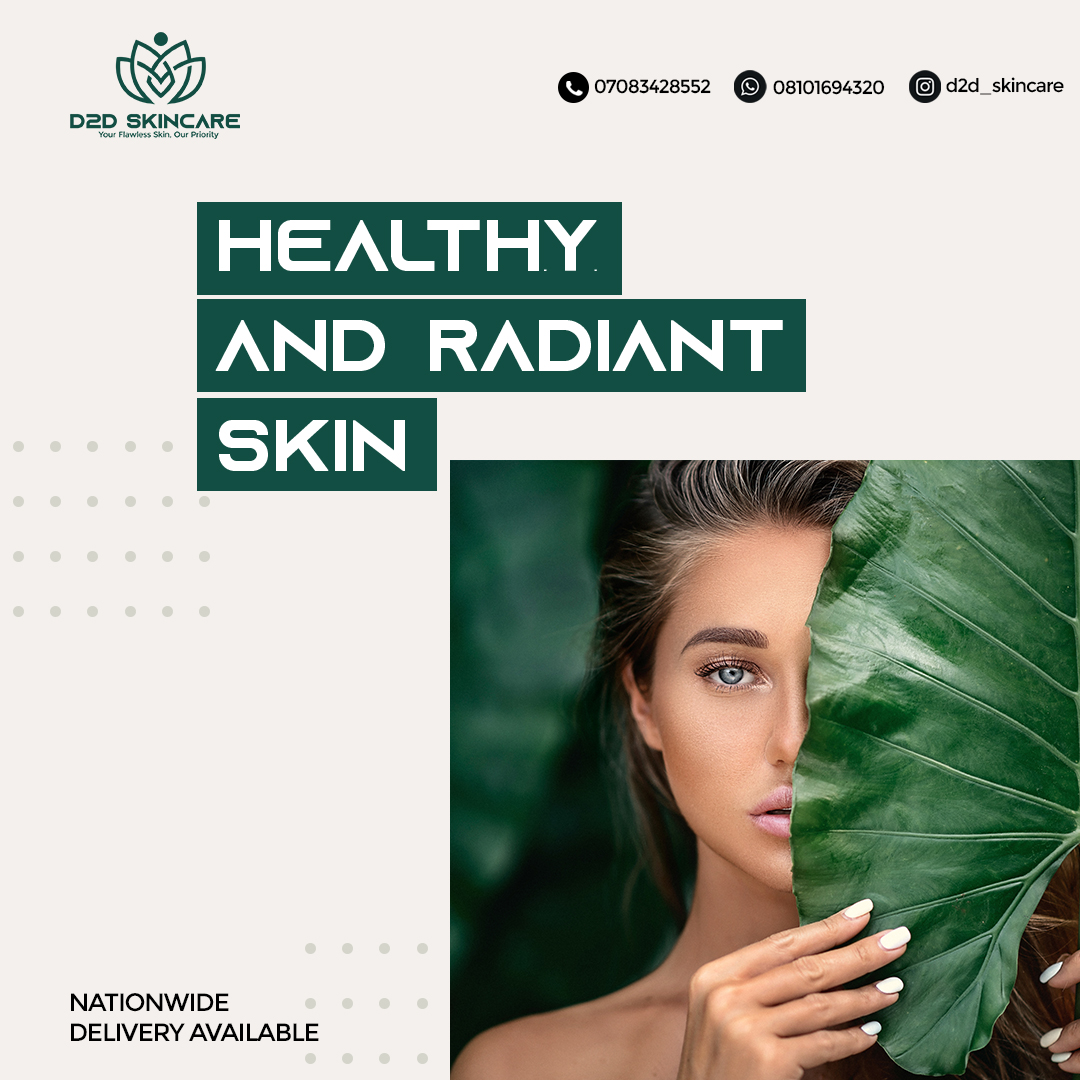 D2D SKINCARE
Your Flawless Skin, Our Priority
07083428552
08101694320
d2d_skincare
HEALTHY
AND RADIANT
SKIN
NATIONWIDE
DELIVERY AVAILABLE